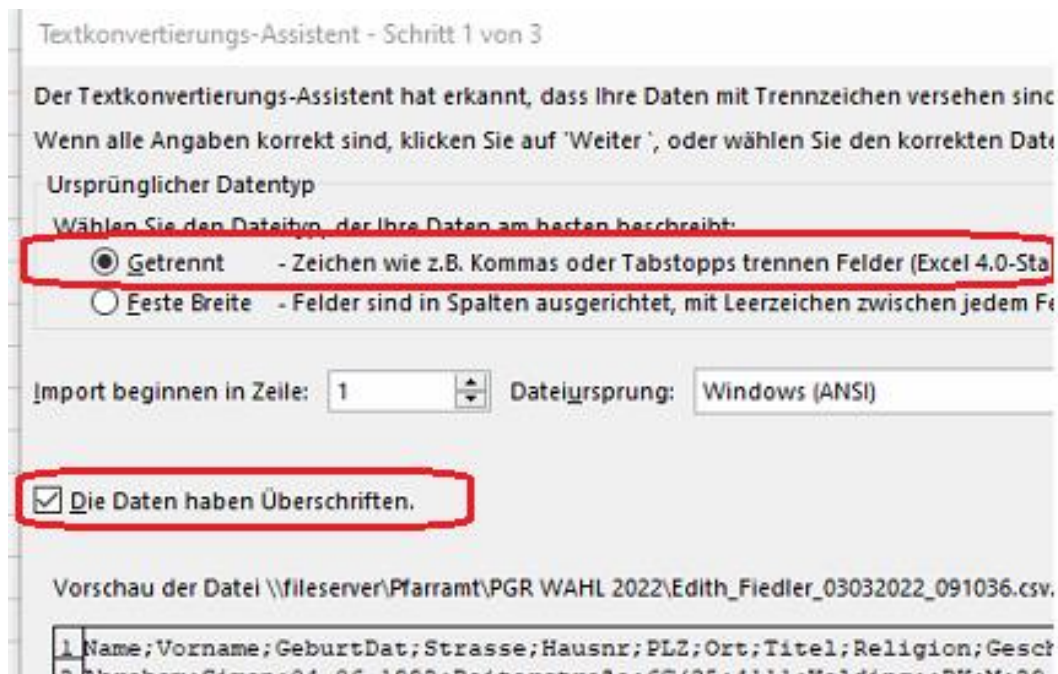 Textkonvertierungs-Assistent - Schritt 1 von 3
Der Textkonvertierungs-Assistent hat erkannt, dass Ihre Daten mit Trennzeichen versehen sind
Wenn alle Angaben korrekt sind, klicken Sie auf `Weiter `, oder wählen Sie den korrekten Date
Ursprünglicher Datentyp
Wählen Sie den Dateityp, der Ihre Daten am besten beschreibt:
Getrennt - Zeichen wie z.B. Kommas oder Tabstopps trennen Felder (Excel 4.0-Sta
Feste Breite - Felder sind in Spalten ausgerichtet, mit Leerzeichen zwischen jedem Fe
Import beginnen in Zeile: 1 Dateiursprung: Windows (ANSI)
Die Daten haben Überschriften.
Vorschau der Datei \\fileserver\Pfarramt\PGR WAHL 2022\Edith_Fiedler_03032022_091036.csv.
1 Name;Vorname;GeburtDat;Strasse;Hausnr;PLZ;Ort;Titel;Religion;Gesch